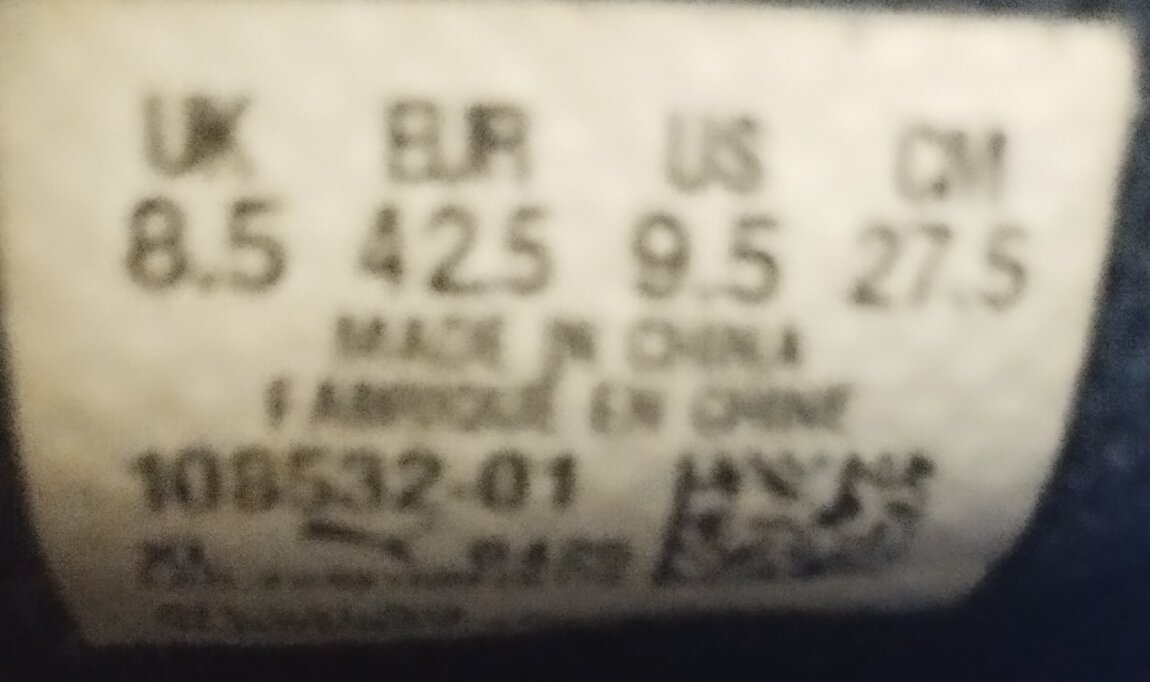 UK EUR US CM
8.5 42.5 9.5 27.5
MADE IN CHINA
FABRIQUÉ EN CHINE
108532-01